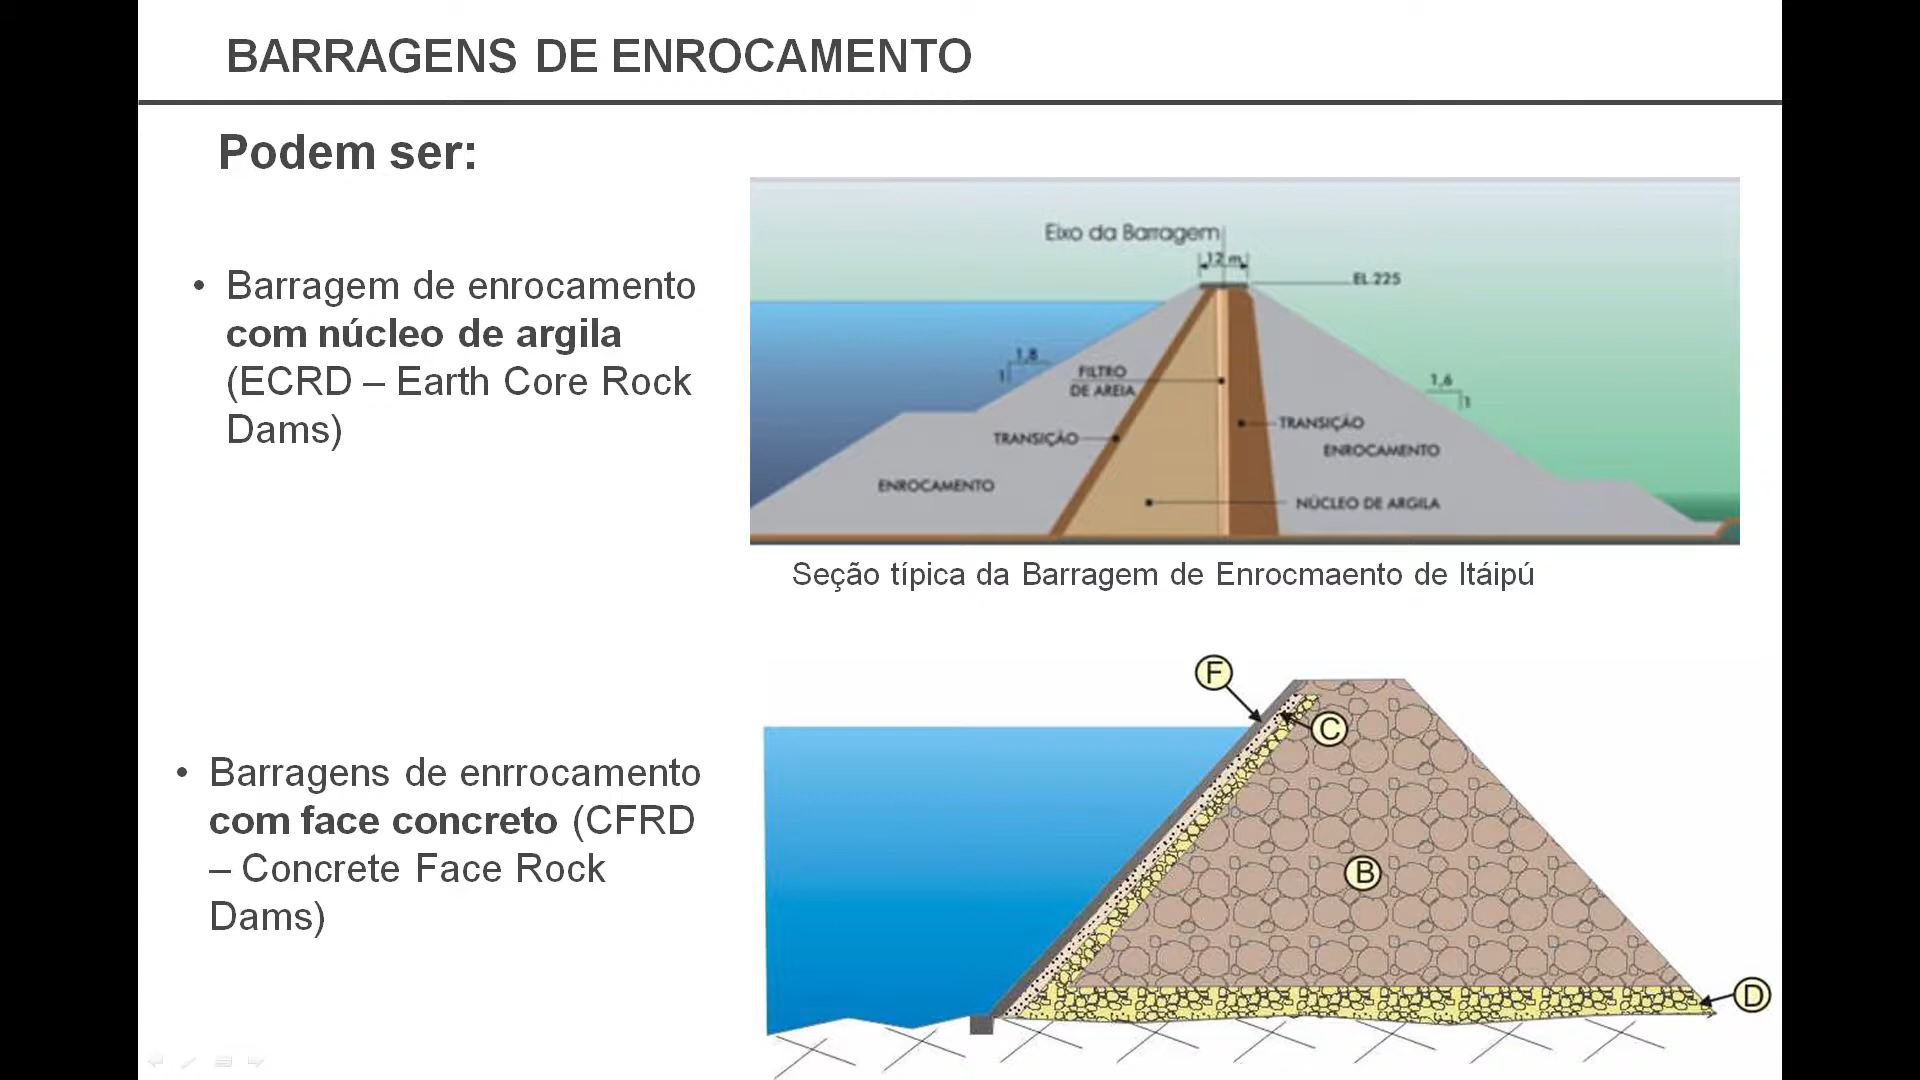 BARRAGENS DE ENROCAMENTO
Podem ser:
• Barragem de enrocamento
com núcleo de argila
(ECRD – Earth Core Rock
Dams)
Eixo da Barragem
12 m
EL 225
1,8
1
FILTRO
DE AREIA
1,6
1
TRANSIÇÃO
TRANSIÇÃO
ENROCAMENTO
ENROCAMENTO
NÚCLEO DE ARGILA
Seção típica da Barragem de Enrocmaento de Itáipú
• Barragens de enrrocamento
com face concreto (CFRD
– Concrete Face Rock
Dams)
F
C
B
D